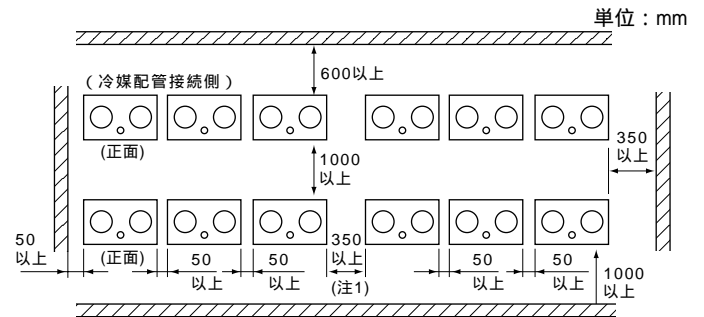 単位：mm
600以上
（冷媒配管接続側）
(正面)
350
以上
1000
以上
50
以上
(正面)
50
以上
50
以上
350
以上
(注1)
50
以上
50
以上
1000
以上